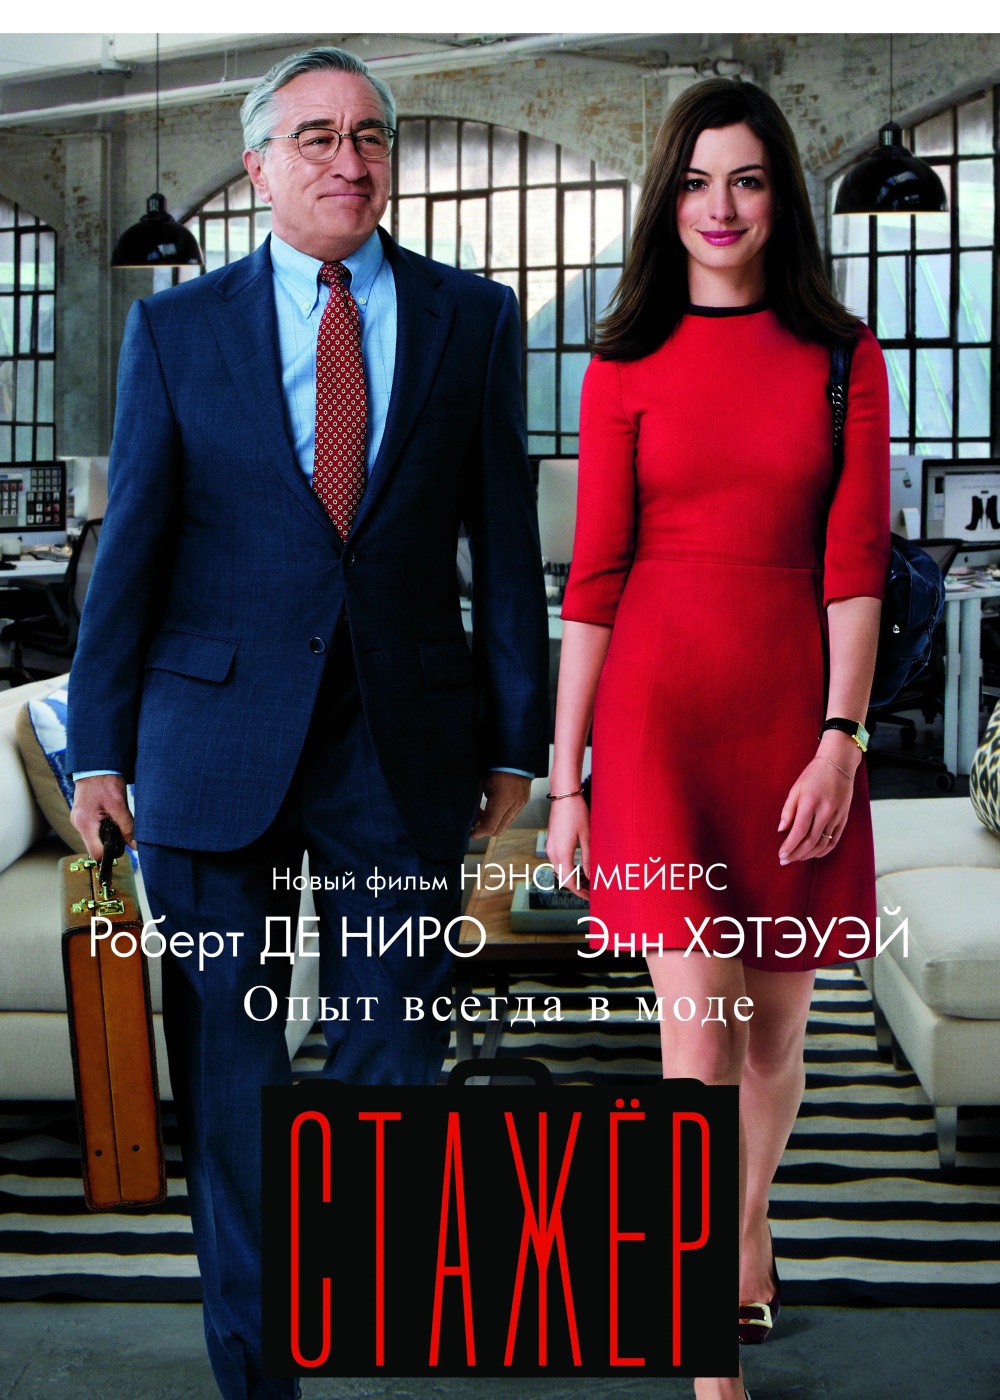 Новый фильм НЭНСИ МЕЙЕРС
Роберт ДЕ НИРО Энн ХЭТЭУЭЙ
Опыт всегда в моде
СТАЖЁР